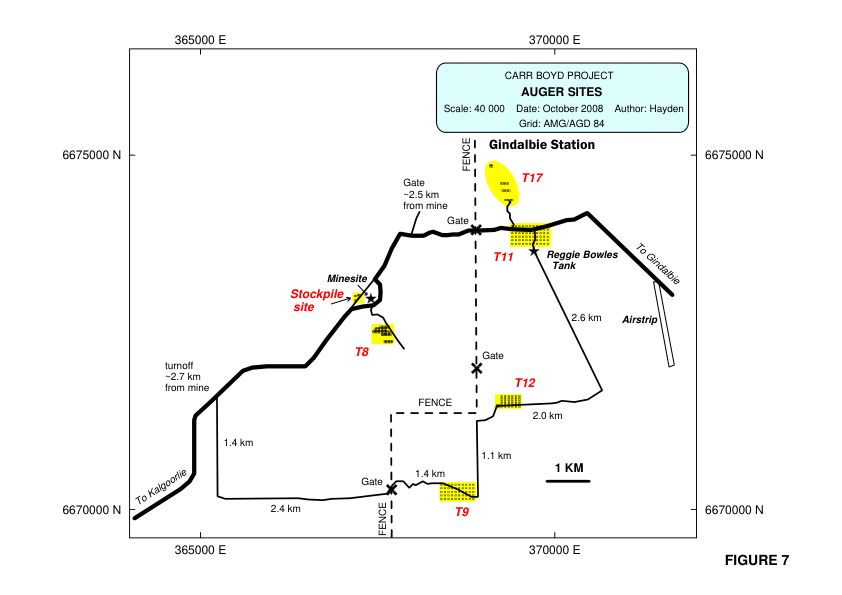 365000 E
370000 E
CARR BOYD PROJECT
AUGER SITES
Scale: 40 000 Date: October 2008 Author: Hayden
Grid: AMG/AGD 84
6675000 N
6675000 N
FENCE
Gindalbie Station
T17
Gate
~2.5 km
from mine
Gate
T11
Reggie Bowles
Tank
To Gindalbie
Minesite
Stockpile
site
Airstrip
2.6 km
T8
Gate
turnoff
~2.7 km
from mine
T12
FENCE
2.0 km
1.4 km
1.1 km
1 KM
To Kalgoorlie
Gate
1.4 km
2.4 km
T9
FENCE
6670000 N
6670000 N
365000 E
370000 E
FIGURE 7